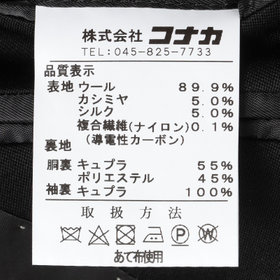 株式会社 コナカ
TEL:045-825-7733
品質表示
表地 ウール 89.9%
カシミヤ 5.0%
シルク 5.0%
複合繊維(ナイロン)0.1%
(導電性カーボン)
裏地
胴裏 キュプラ 55%
ポリエステル 45%
袖裏 キュプラ 100%
取扱方法
P W
あて布使用